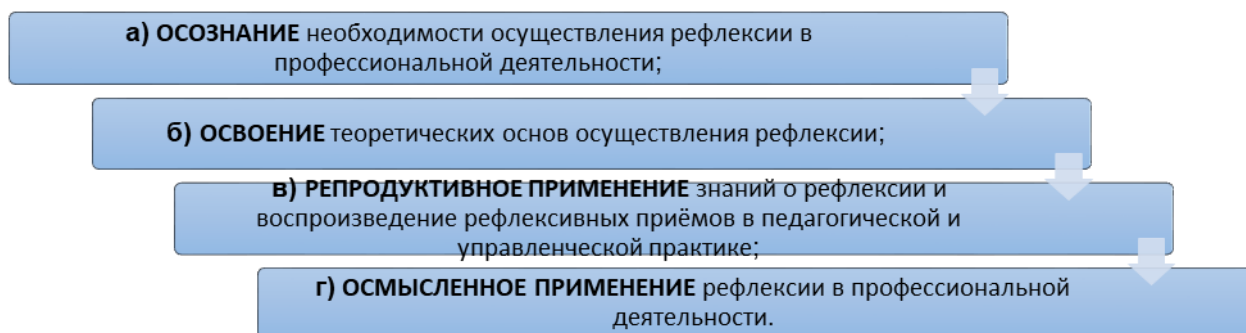 а) ОСОЗНАНИЕ необходимости осуществления рефлексии в
профессиональной деятельности;
б) ОСВОЕНИЕ теоретических основ осуществления рефлексии;
в) РЕПРОДУКТИВНОЕ ПРИМЕНЕНИЕ знаний о рефлексии и
воспроизведение рефлексивных приёмов в педагогической и
управленческой практике;
г) ОСМЫСЛЕННОЕ ПРИМЕНЕНИЕ рефлексии в профессиональной
деятельности.